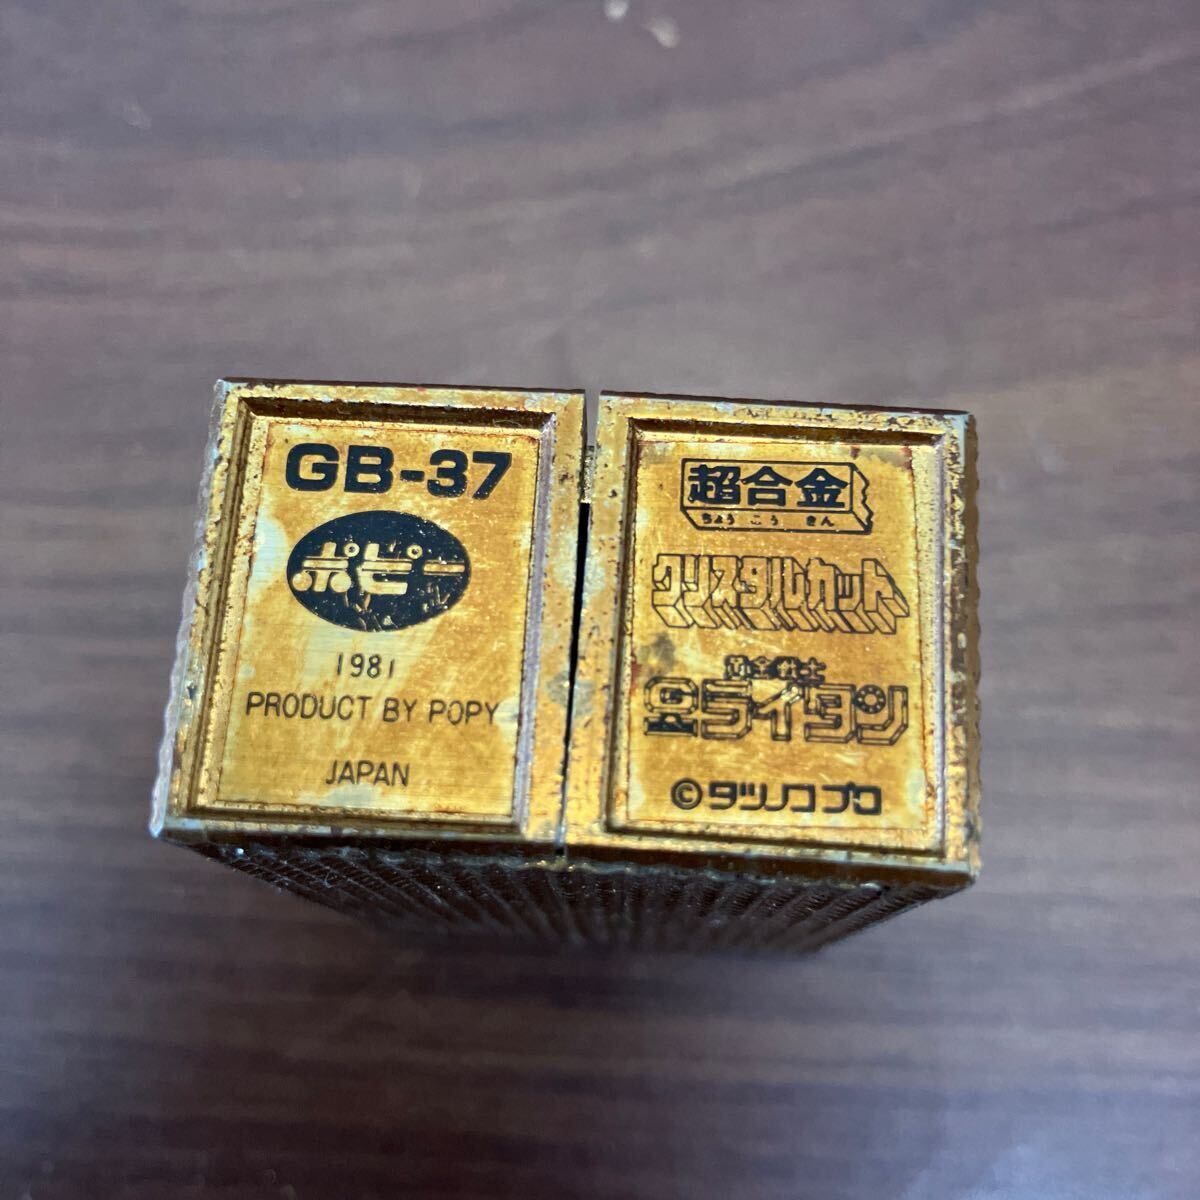 GB-37
ポピー
1981
PRODUCT BY POPY
JAPAN
超合金
ちょうごうきん
クリスタルカット
黄金戦士
ゴールドライタン
©タツノコプロ